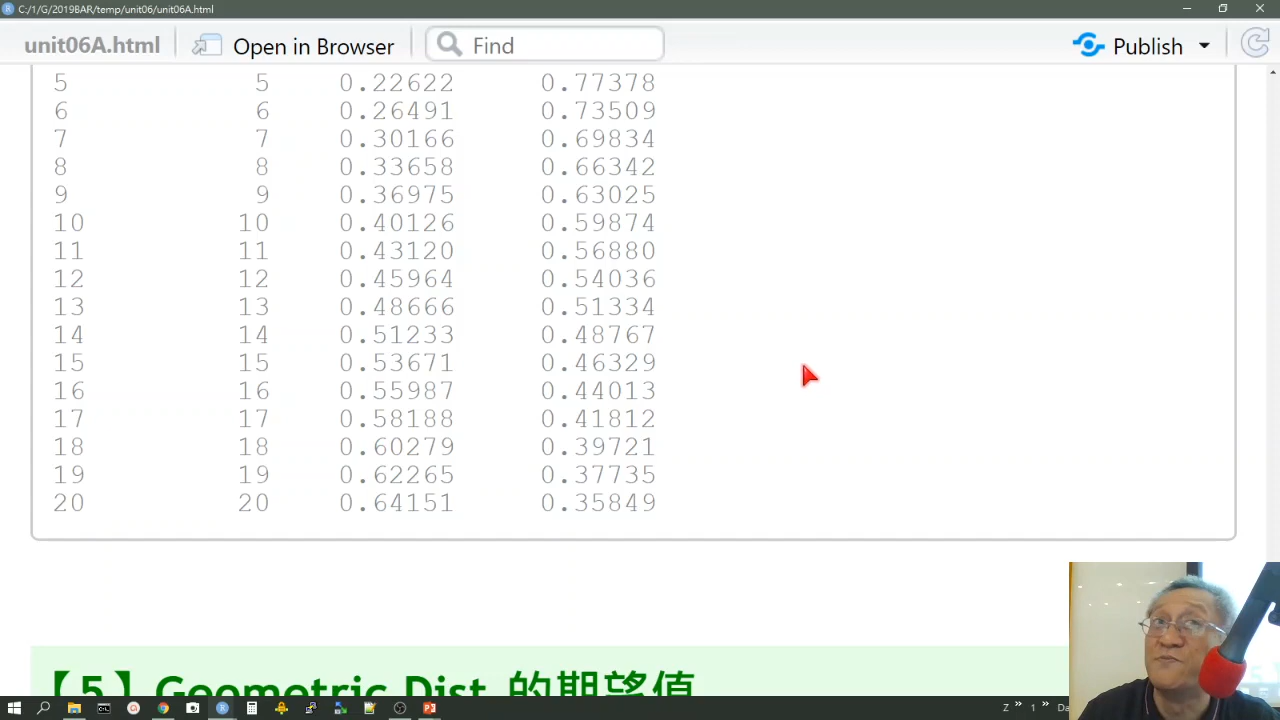 C:/1/G/2019BAR/temp/unit06/unit06A.html
unit06A.html Open in Browser Find Publish
5 5 0.22622 0.77378
6 6 0.26491 0.73509
7 7 0.30166 0.69834
8 8 0.33658 0.66342
9 9 0.36975 0.63025
10 10 0.40126 0.59874
11 11 0.43120 0.56880
12 12 0.45964 0.54036
13 13 0.48666 0.51334
14 14 0.51233 0.48767
15 15 0.53671 0.46329
16 16 0.55987 0.44013
17 17 0.58188 0.41812
18 18 0.60279 0.39721
19 19 0.62265 0.37735
20 20 0.64151 0.35849
【5】Geometric Dist. 的期望值
Z » 1 »